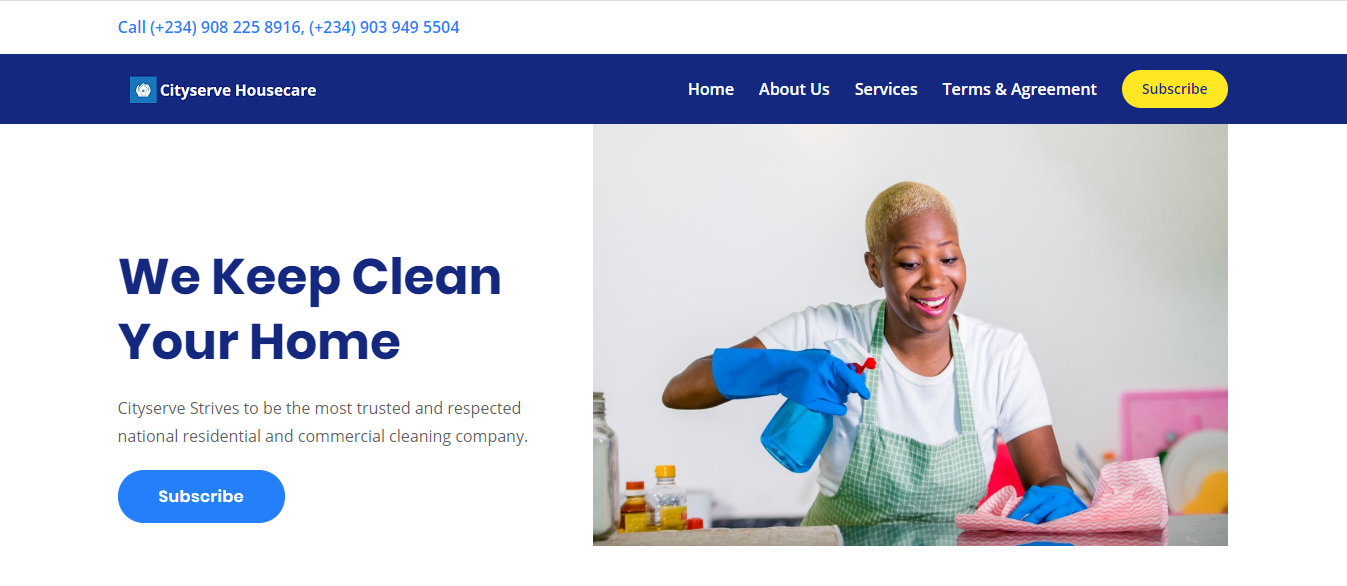 Call (+234) 908 225 8916, (+234) 903 949 5504
Cityserve Housecare
Home
About Us
Services
Terms & Agreement
Subscribe
We Keep Clean
Your Home
Cityserve Strives to be the most trusted and respected
national residential and commercial cleaning company.
Subscribe